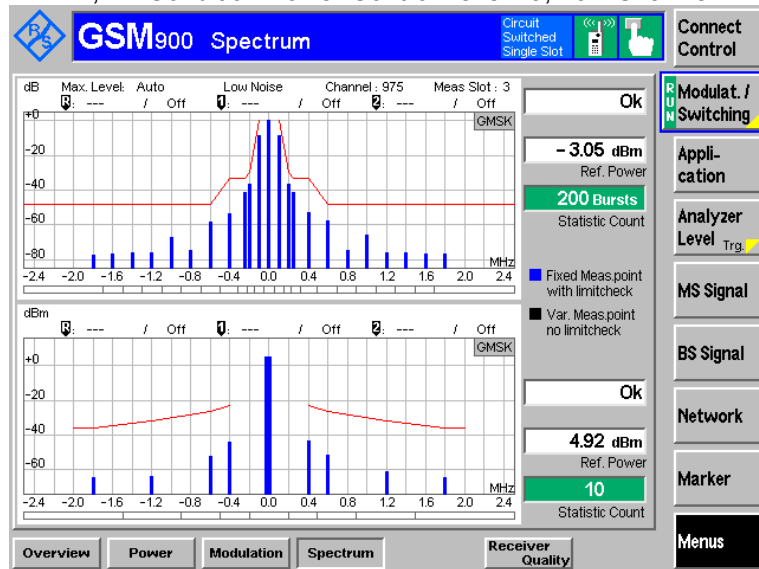 R&S
GSM900 Spectrum
Circuit Switched Single Slot
Connect Control
dB Max. Level: Auto Low Noise Channel : 975 Meas Slot : 3
R: --- / Off 1: --- / Off 2: --- / Off
GMSK
+0
-20
-40
-60
-80
MHz
-2.4 -2.0 -1.6 -1.2 -0.8 -0.4 0.0 0.4 0.8 1.2 1.6 2.0 2.4
Ok
- 3.05 dBm
Ref. Power
200 Bursts
Statistic Count
Fixed Meas.point
with limitcheck
Var. Meas.point
no limitcheck
dBm
R: --- / Off 1: --- / Off 2: --- / Off
GMSK
+0
-20
-40
-60
MHz
-2.4 -2.0 -1.6 -1.2 -0.8 -0.4 0.0 0.4 0.8 1.2 1.6 2.0 2.4
Ok
4.92 dBm
Ref. Power
10
Statistic Count
RUN
Modulat. /
Switching
Appli-
cation
Analyzer
Level Trg.
MS Signal
BS Signal
Network
Marker
Menus
Overview Power Modulation Spectrum Receiver Quality